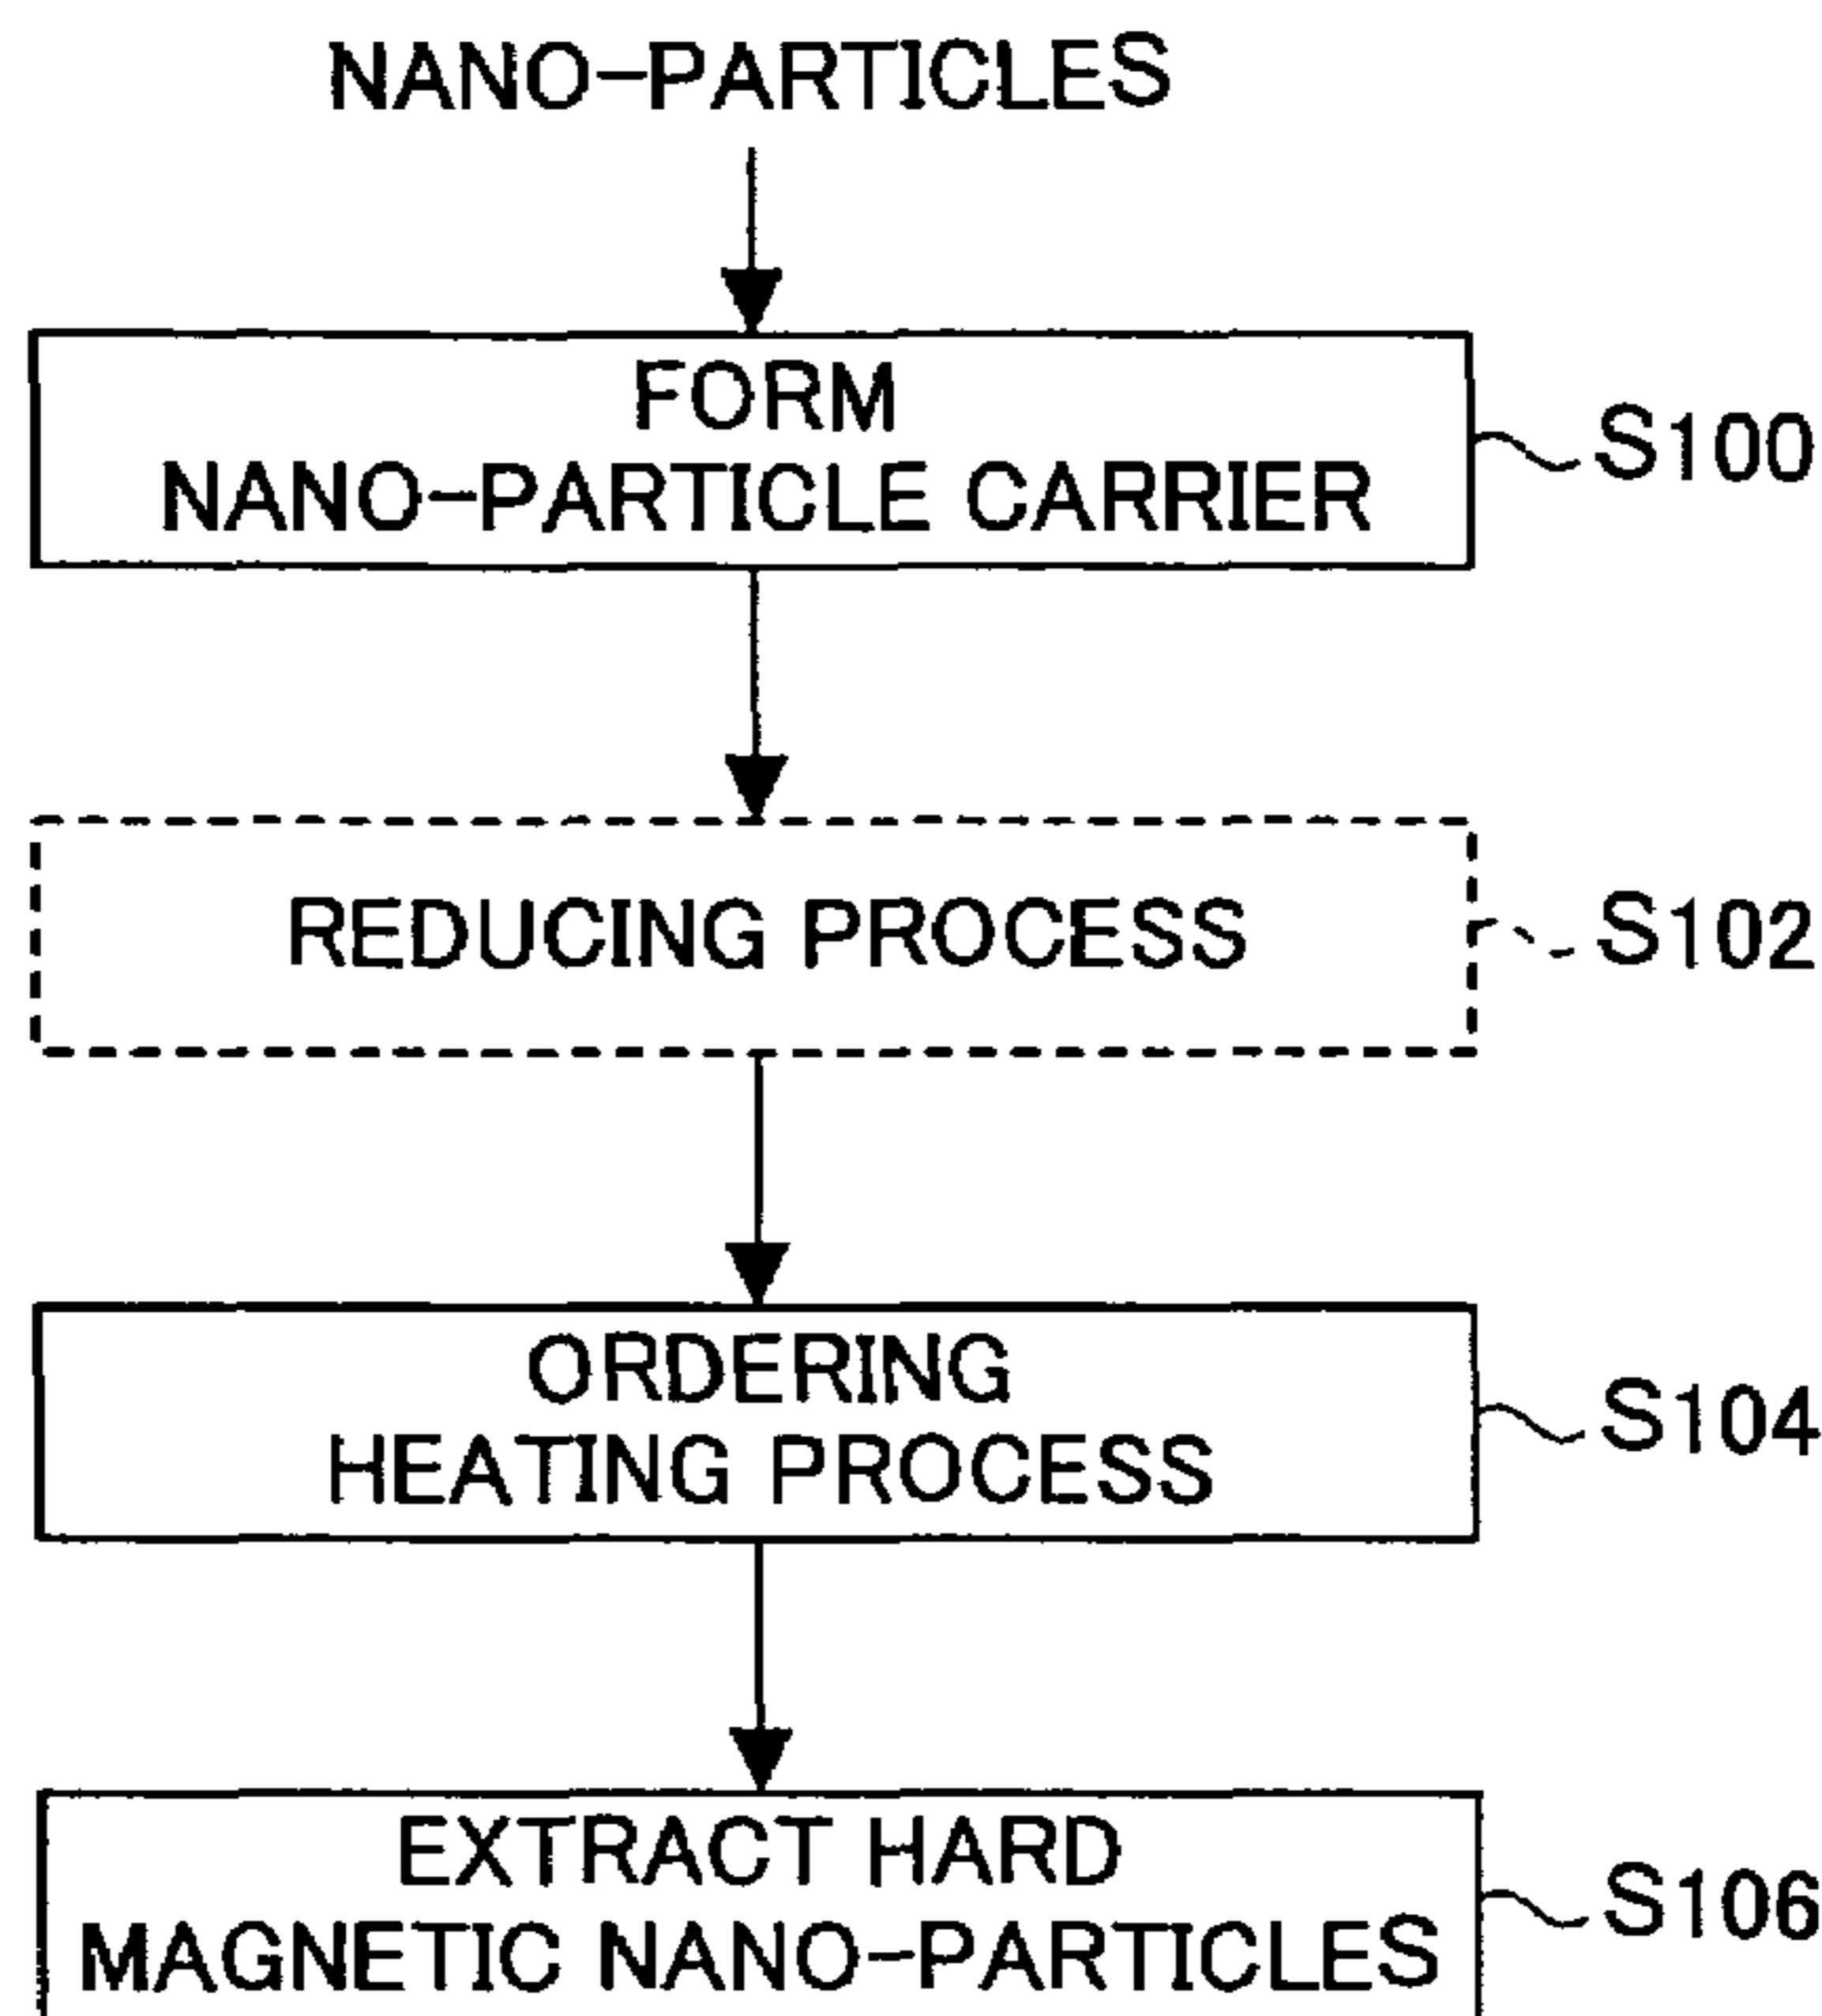 NANO-PARTICLES
FORM
NANO-PARTICLE CARRIER
S100
REDUCING PROCESS
S102
ORDERING
HEATING PROCESS
S104
EXTRACT HARD
MAGNETIC NANO-PARTICLES
S106